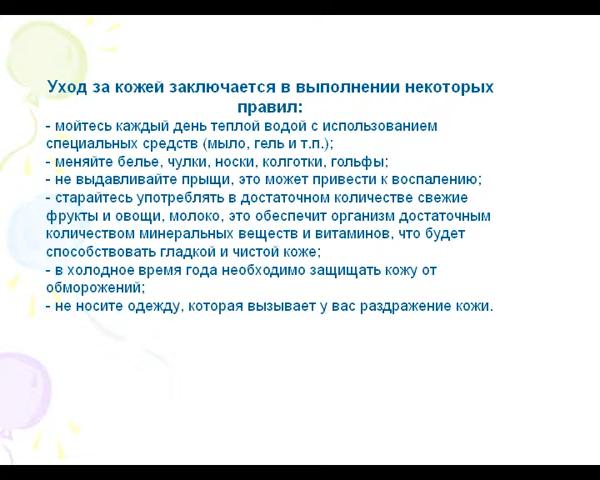 Уход за кожей заключается в выполнении некоторых
правил:
- мойтесь каждый день теплой водой с использованием
специальных средств (мыло, гель и т.п.);
- меняйте белье, чулки, носки, колготки, гольфы;
- не выдавливайте прыщи, это может привести к воспалению;
- старайтесь употреблять в достаточном количестве свежие
фрукты и овощи, молоко, это обеспечит организм достаточным
количеством минеральных веществ и витаминов, что будет
способствовать гладкой и чистой коже;
- в холодное время года необходимо защищать кожу от
обморожений;
- не носите одежду, которая вызывает у вас раздражение кожи.